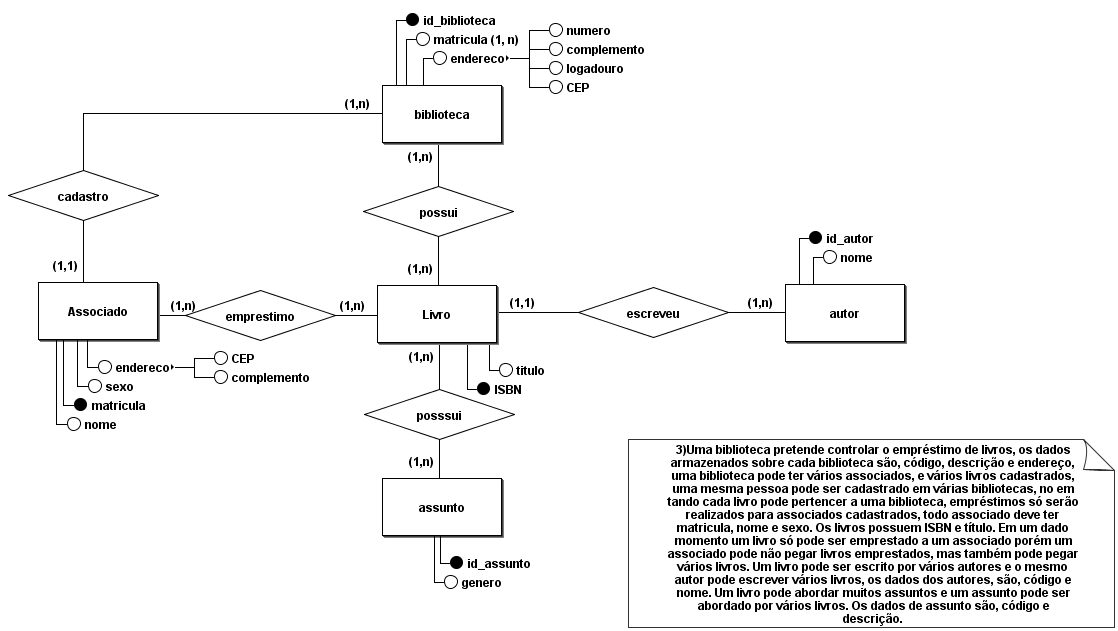 id_biblioteca
matricula (1, n)
endereco
numero
complemento
logadouro
CEP
(1,n)
biblioteca
(1,n)
cadastro
possui
id_autor
nome
(1,1)
(1,n)
Associado
(1,n)
emprestimo
(1,n)
Livro
(1,1)
escreveu
(1,n)
autor
endereco
CEP
complemento
sexo
matricula
nome
(1,n)
titulo
ISBN
posssui
(1,n)
assunto
id_assunto
genero
3)Uma biblioteca pretende controlar o empréstimo de livros, os dados
armazenados sobre cada biblioteca são, código, descrição e endereço,
uma biblioteca pode ter vários associados, e vários livros cadastrados,
uma mesma pessoa pode ser cadastrado em várias bibliotecas, no em
tando cada livro pode pertencer a uma biblioteca, empréstimos só serão
realizados para associados cadastrados, todo associado deve ter
matricula, nome e sexo. Os livros possuem ISBN e título. Em um dado
momento um livro só pode ser emprestado a um associado porém um
associado pode não pegar livros emprestados, mas também pode pegar
vários livros. Um livro pode ser escrito por vários autores e o mesmo
autor pode escrever vários livros, os dados dos autores, são, código e
nome. Um livro pode abordar muitos assuntos e um assunto pode ser
abordado por vários livros. Os dados de assunto são, código e
descrição.